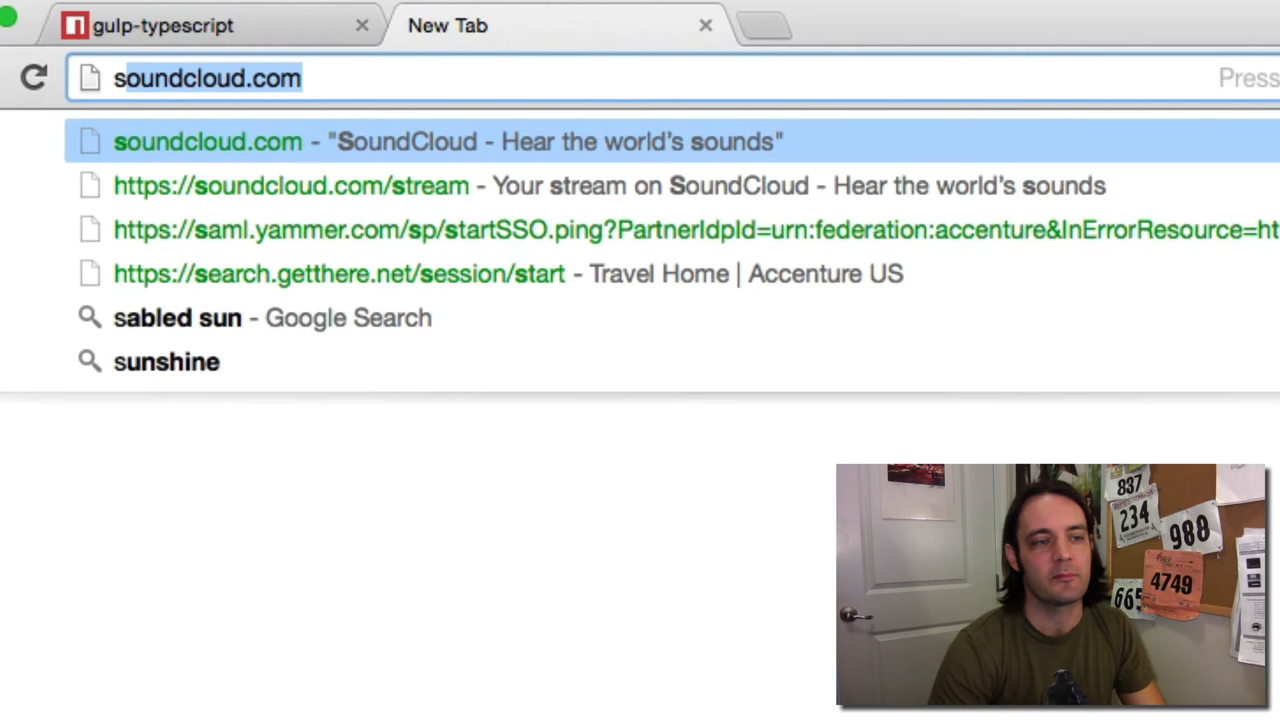 gulp-typescript
New Tab
soundcloud.com
Press
soundcloud.com - "SoundCloud - Hear the world's sounds"
https://soundcloud.com/stream - Your stream on SoundCloud - Hear the world's sounds
https://saml.yammer.com/sp/startSSO.ping?PartnerIdpId=urn:federation:accenture&InErrorResource=ht
https://search.getthere.net/session/start - Travel Home | Accenture US
sabled sun - Google Search
sunshine
837
234
988
4749
665